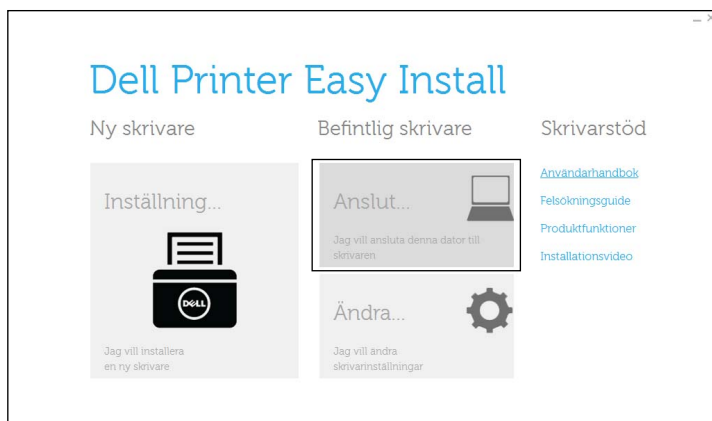 Dell Printer Easy Install
Ny skrivare
Inställning...
DELL
Jag vill installera
en ny skrivare
Befintlig skrivare
Anslut...
Jag vill ansluta denna dator till
skrivaren
Ändra...
Jag vill ändra
skrivarinställningar
Skrivarstöd
Användarhandbok
Felsökningsguide
Produktfunktioner
Installationsvideo